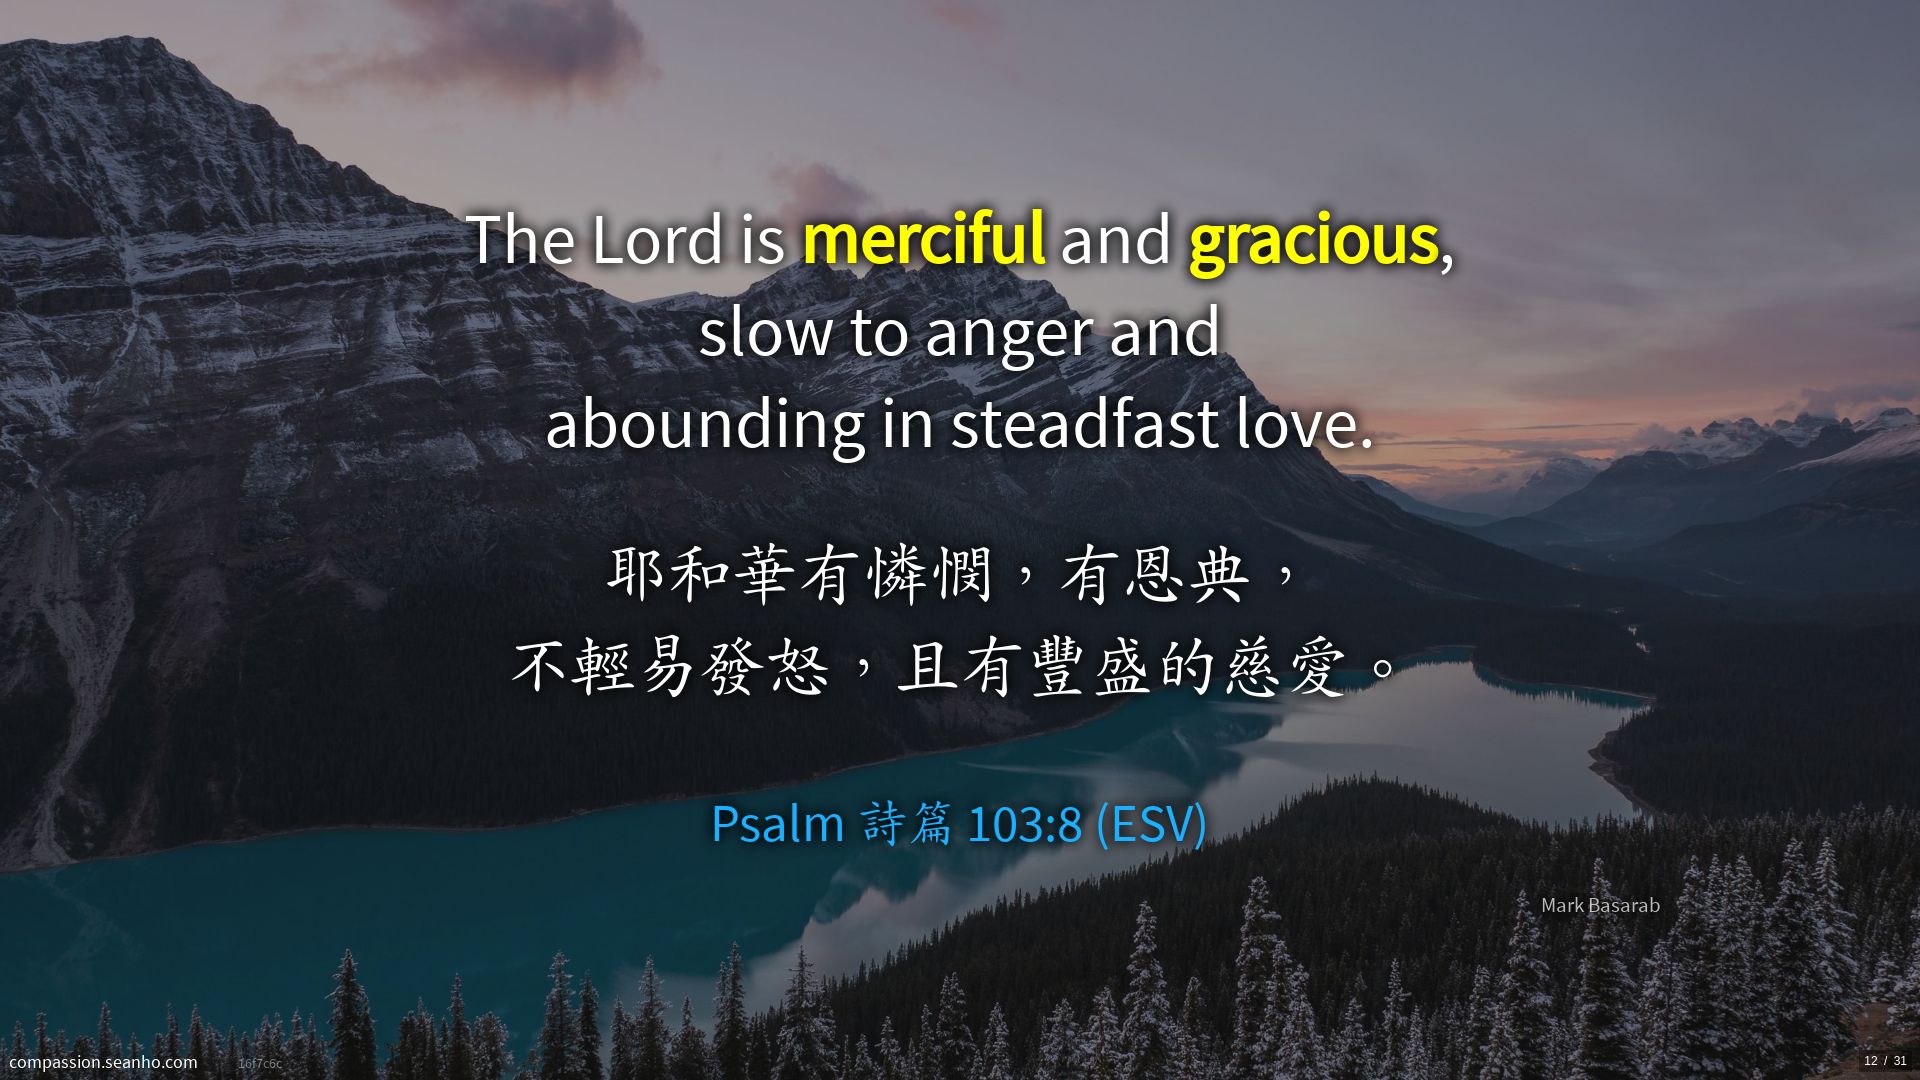 The Lord is merciful and gracious,
slow to anger and
abounding in steadfast love.
耶和華有憐憫，有恩典，
不輕易發怒，且有豐盛的慈愛。
Psalm 詩篇 103:8 (ESV)
Mark Basarab
compassion.seanho.com 16f7c6c
12 / 31